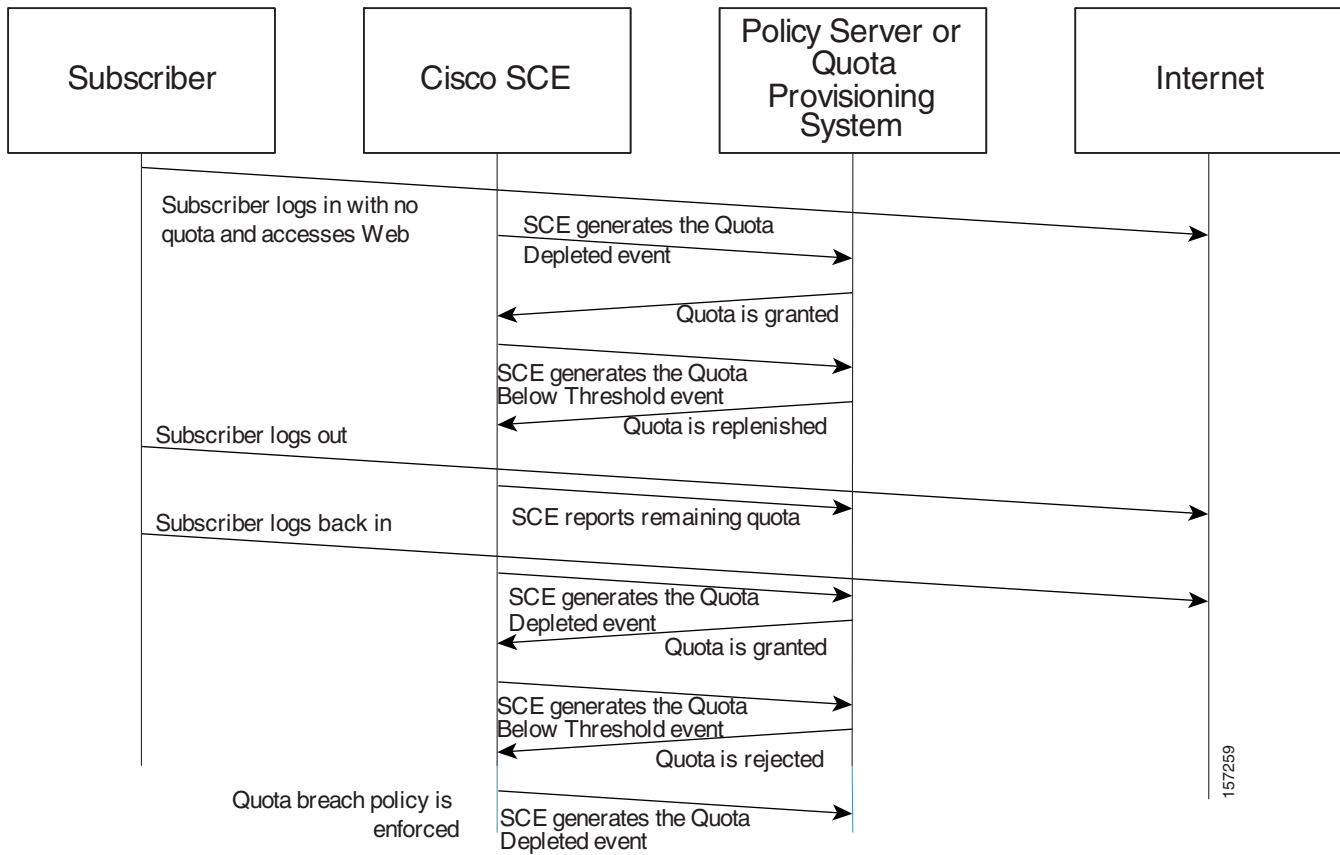 Subscriber
Cisco SCE
Policy Server or
Quota
Provisioning
System
Internet
Subscriber logs in with no
quota and accesses Web
SCE generates the Quota
Depleted event
Quota is granted
SCE generates the Quota
Below Threshold event
Quota is replenished
Subscriber logs out
SCE reports remaining quota
Subscriber logs back in
SCE generates the Quota
Depleted event
Quota is granted
SCE generates the Quota
Below Threshold event
Quota is rejected
157259
Quota breach policy is
enforced
SCE generates the Quota
Depleted event